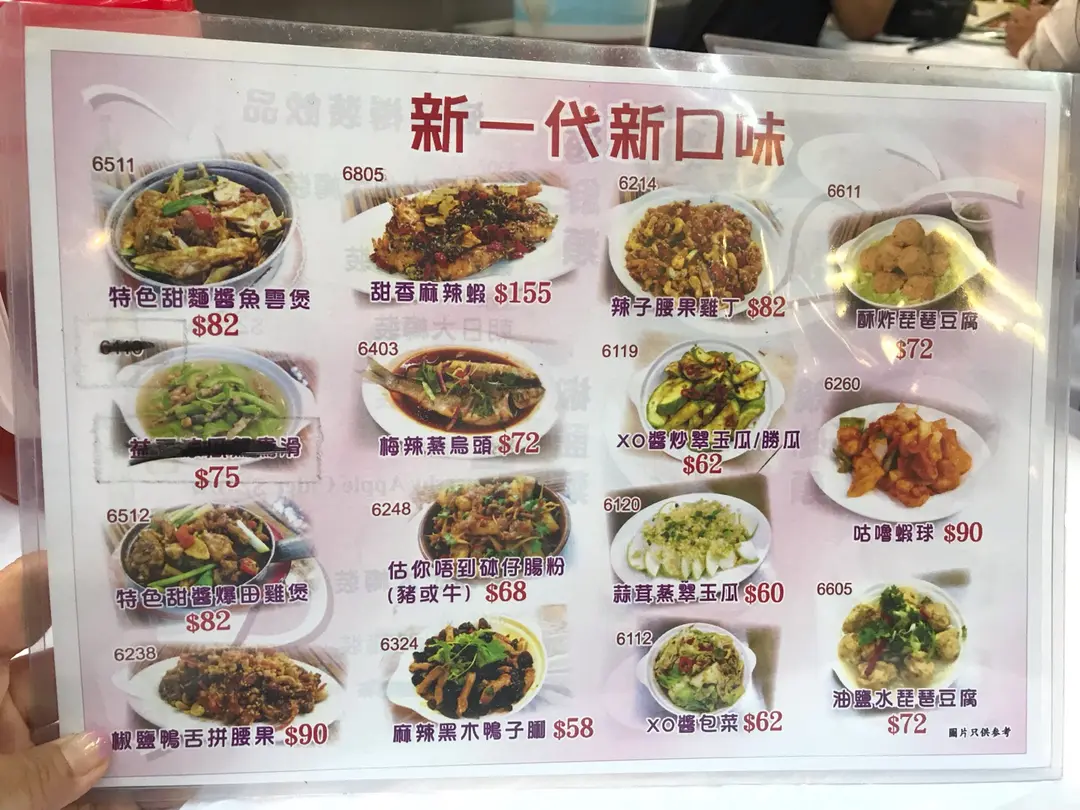 新一代新口味
6511
特色甜麵醬魚雲煲
$82
6805
甜香麻辣蝦 $155
6214
辣子腰果雞丁 $82
6611
酥炸琵琶豆腐
$72
$75
6403
梅辣蒸烏頭 $72
6119
XO醬炒翠玉瓜/勝瓜
$62
6260
咕嚕蝦球 $90
6512
特色甜醬爆田雞煲
$82
6248
估你唔到砵仔腸粉
(豬或牛) $68
6120
蒜茸蒸翠玉瓜 $60
6605
油鹽水琵琶豆腐
$72
6238
椒鹽鴨舌拼腰果 $90
6324
麻辣黑木鴨子脷 $58
6112
XO醬包菜 $62
圖片只供參考